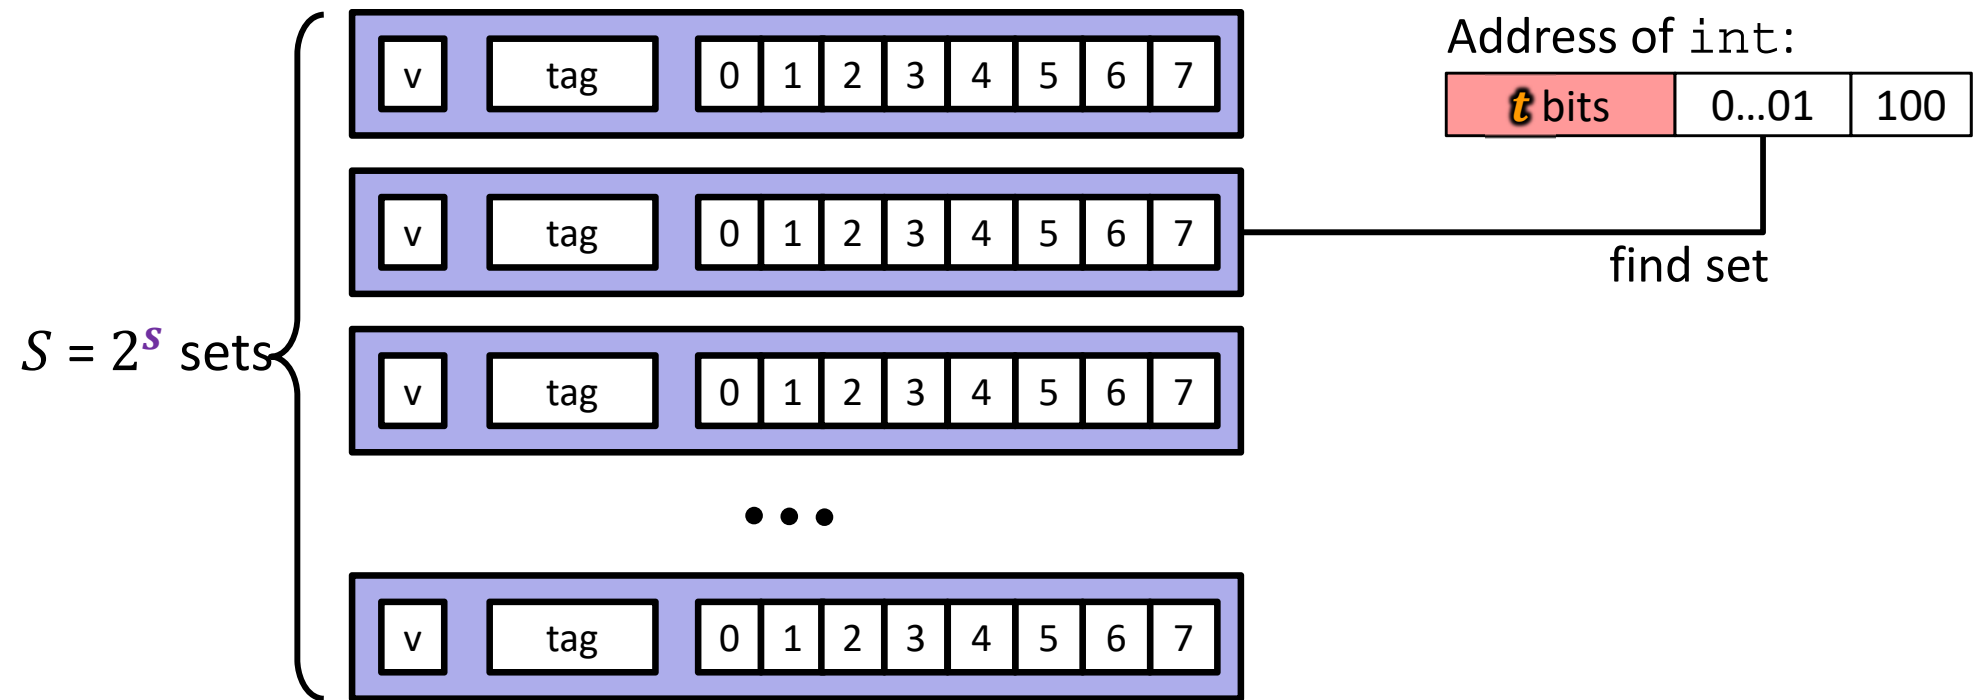 v tag 0 1 2 3 4 5 6 7
Address of int:
t bits 0...01 100
v tag 0 1 2 3 4 5 6 7
find set
S = 2^s sets
v tag 0 1 2 3 4 5 6 7
•••
v tag 0 1 2 3 4 5 6 7